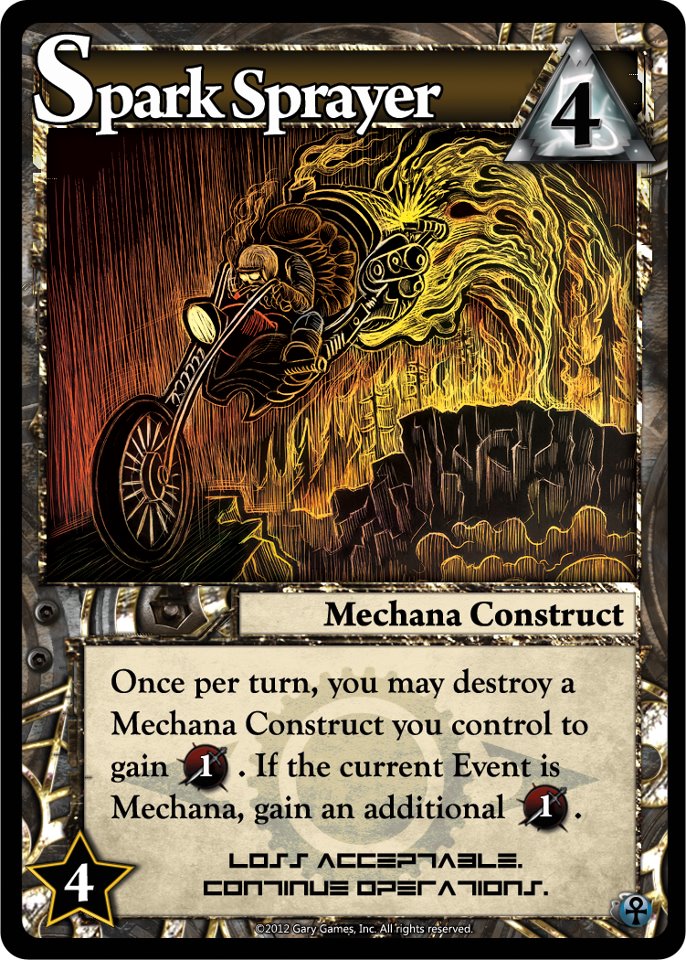 Spark Sprayer
4
Mechana Construct
Once per turn, you may destroy a
Mechana Construct you control to
gain 1 . If the current Event is
Mechana, gain an additional 1 .
LOSS ACCEPTABLE.
CONTINUE OPERATIONS.
4
©2012 Gary Games, Inc. All rights reserved.